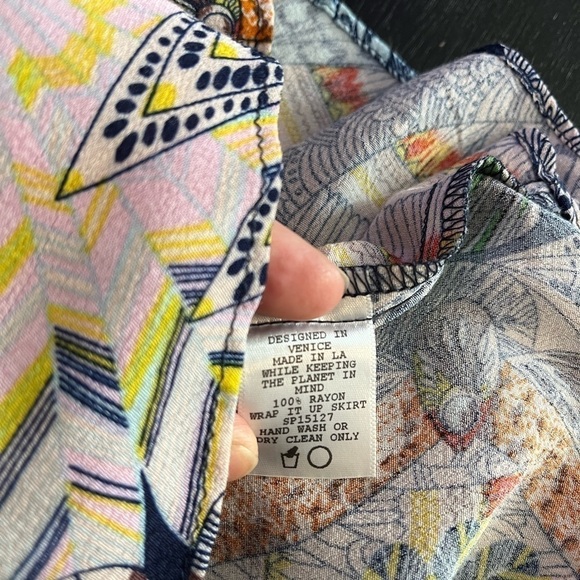 DESIGNED IN
VENICE
MADE IN LA
WHILE KEEPING
THE PLANET IN
MIND
100% RAYON
WRAP IT UP SKIRT
SP15127
HAND WASH OR
DRY CLEAN ONLY